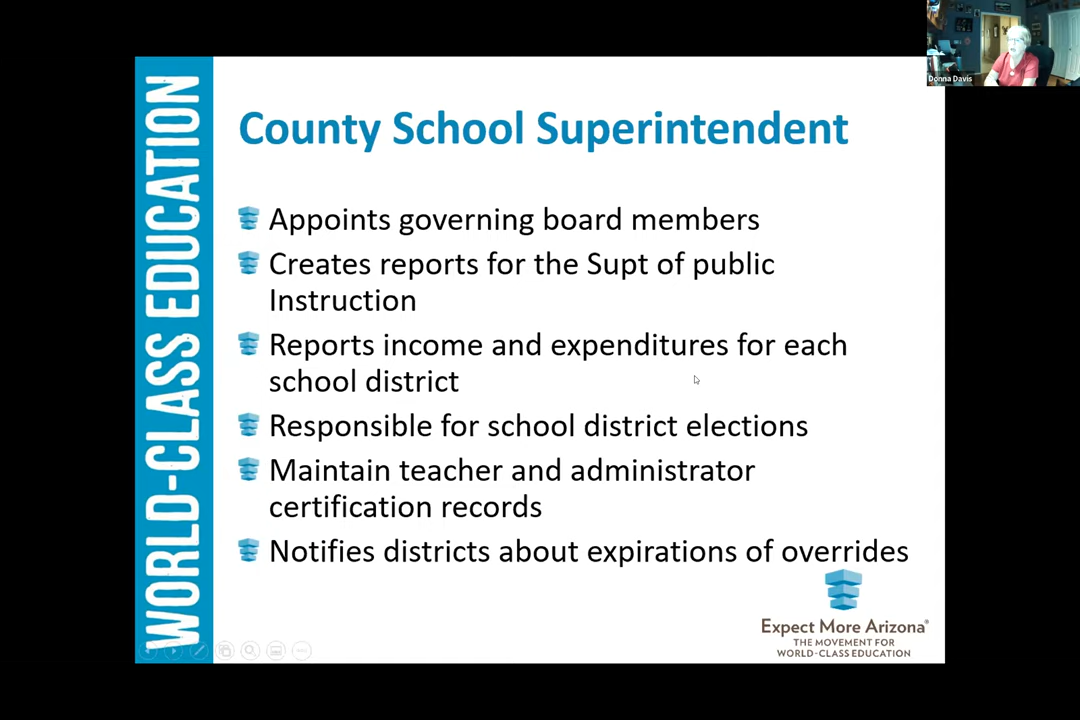 WORLD-CLASS EDUCATION
County School Superintendent
Appoints governing board members
Creates reports for the Supt of public
Instruction
Reports income and expenditures for each
school district
Responsible for school district elections
Maintain teacher and administrator
certification records
Notifies districts about expirations of overrides
Expect More Arizona®
THE MOVEMENT FOR
WORLD-CLASS EDUCATION
Donna Davis